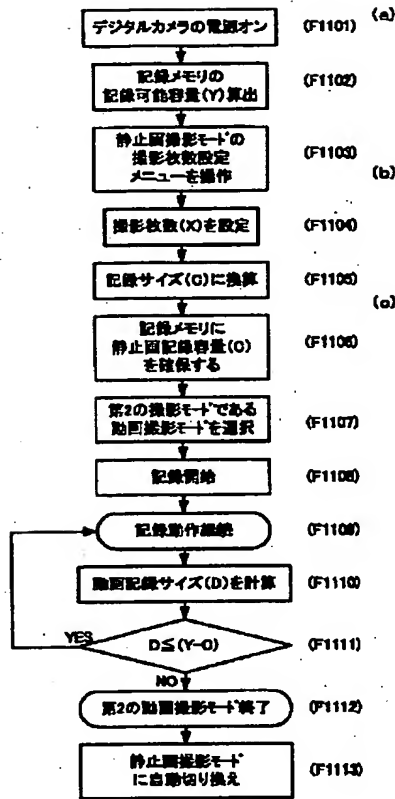 デジタルカメラの電源オン (F1101) (a)
記録メモリの
記録可能容量(Y)算出 (F1102)
静止画撮影モードの
撮影枚数設定
メニューを操作 (F1103) (b)
撮影枚数(X)を設定 (F1104)
記録サイズ(C)に換算 (F1105) (c)
記録メモリに
静止画記録容量(C)
を確保する (F1106)
第2の撮影モードである
動画撮影モードを選択 (F1107)
記録開始 (F1108)
記録動作継続 (F1109)
動画記録サイズ(D)を計算 (F1110)
YES D≦(Y-C) (F1111)
NO
第2の動画撮影モード終了 (F1112)
静止画撮影モード
に自動切り換え (F1113)